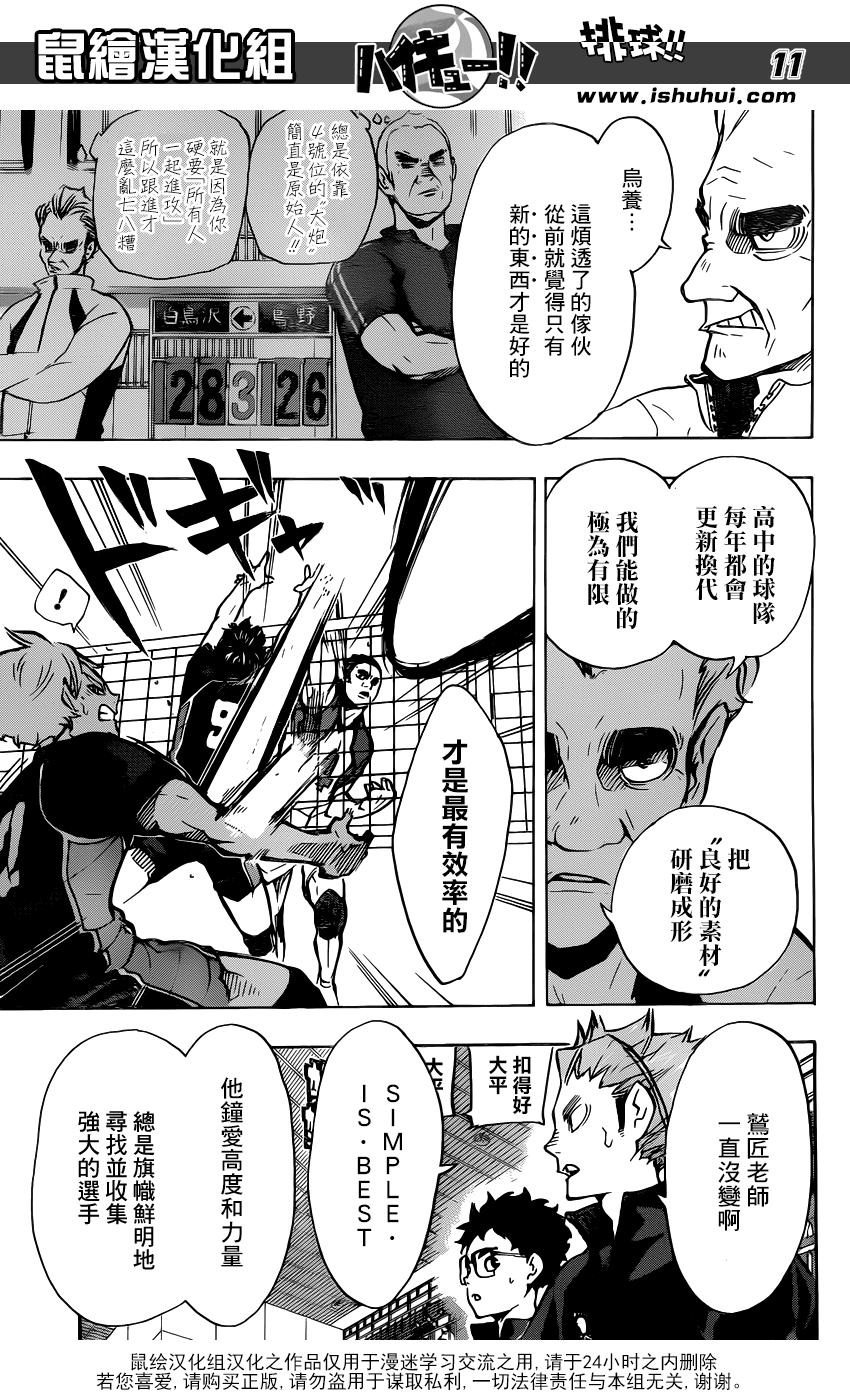 鼠繪漢化組
ハイキュー!!
排球!!
11
www.ishuhui.com
烏養…
這煩透了的傢伙
從前就覺得只有
新的東西才是好的
總是依靠
4號位的"大炮"
簡直是原始人!!
就是因為你
硬要「所有人
一起進攻」
所以跟進才
這麼亂七八糟
白鳥沢
烏野
28
3
1
26
高中的球隊
每年都會
更新換代
我們能做的
極為有限
把
"良好的素材"
研磨成形
ドギャッ
!
9
才是最有效率的
鷲匠老師
一直沒變啊
扣得好
大平
大平
SIMPLE·
IS·BEST
他鐘愛高度和力量
總是旗幟鮮明地
尋找並收集
強大的選手
鼠绘汉化组汉化之作品仅用于漫迷学习交流之用, 请于24小时之内删除
若您喜爱, 请购买正版, 请勿盗用于谋取私利, 一切法律责任与本组无关, 谢谢。